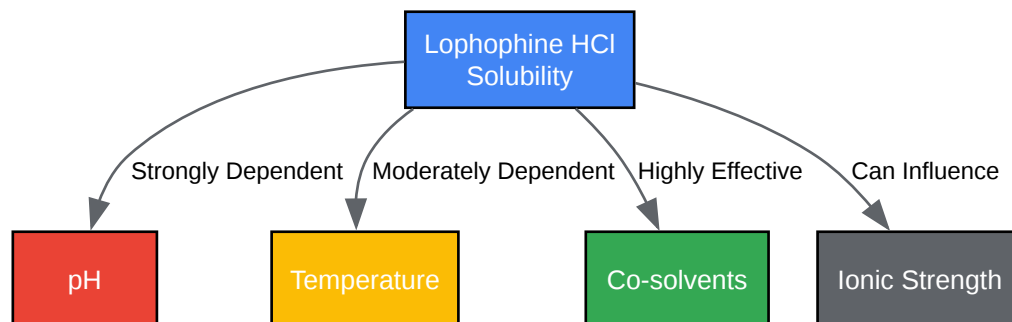 Lophophine HCl
Solubility
Strongly Dependent
Moderately Dependent
Highly Effective
Can Influence
pH
Temperature
Co-solvents
Ionic Strength